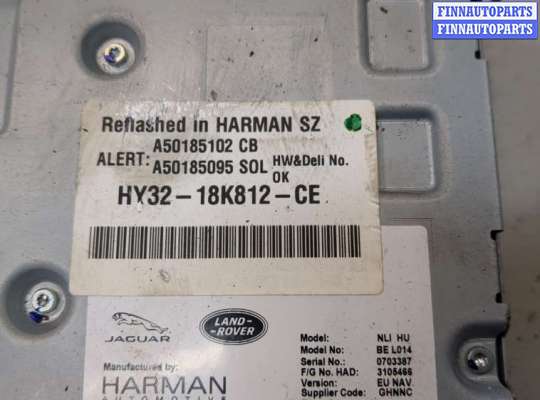 FINNAUTOPARTS
FINNAUTOPARTS
Reflashed in HARMAN SZ
A50185102 CB
ALERT: A50185095 SOL HW&Deli No.
OK
HY32-18K812-CE
JAGUAR
LAND-
ROVER
Manufactured by:
HARMAN
AUTOMOTIVE
Model: NLI HU
Model No: BE L014
Serial No.: 0703387
F/G No. HAD: 3105466
Version: EU NAV
Supplier Code: GHNNC